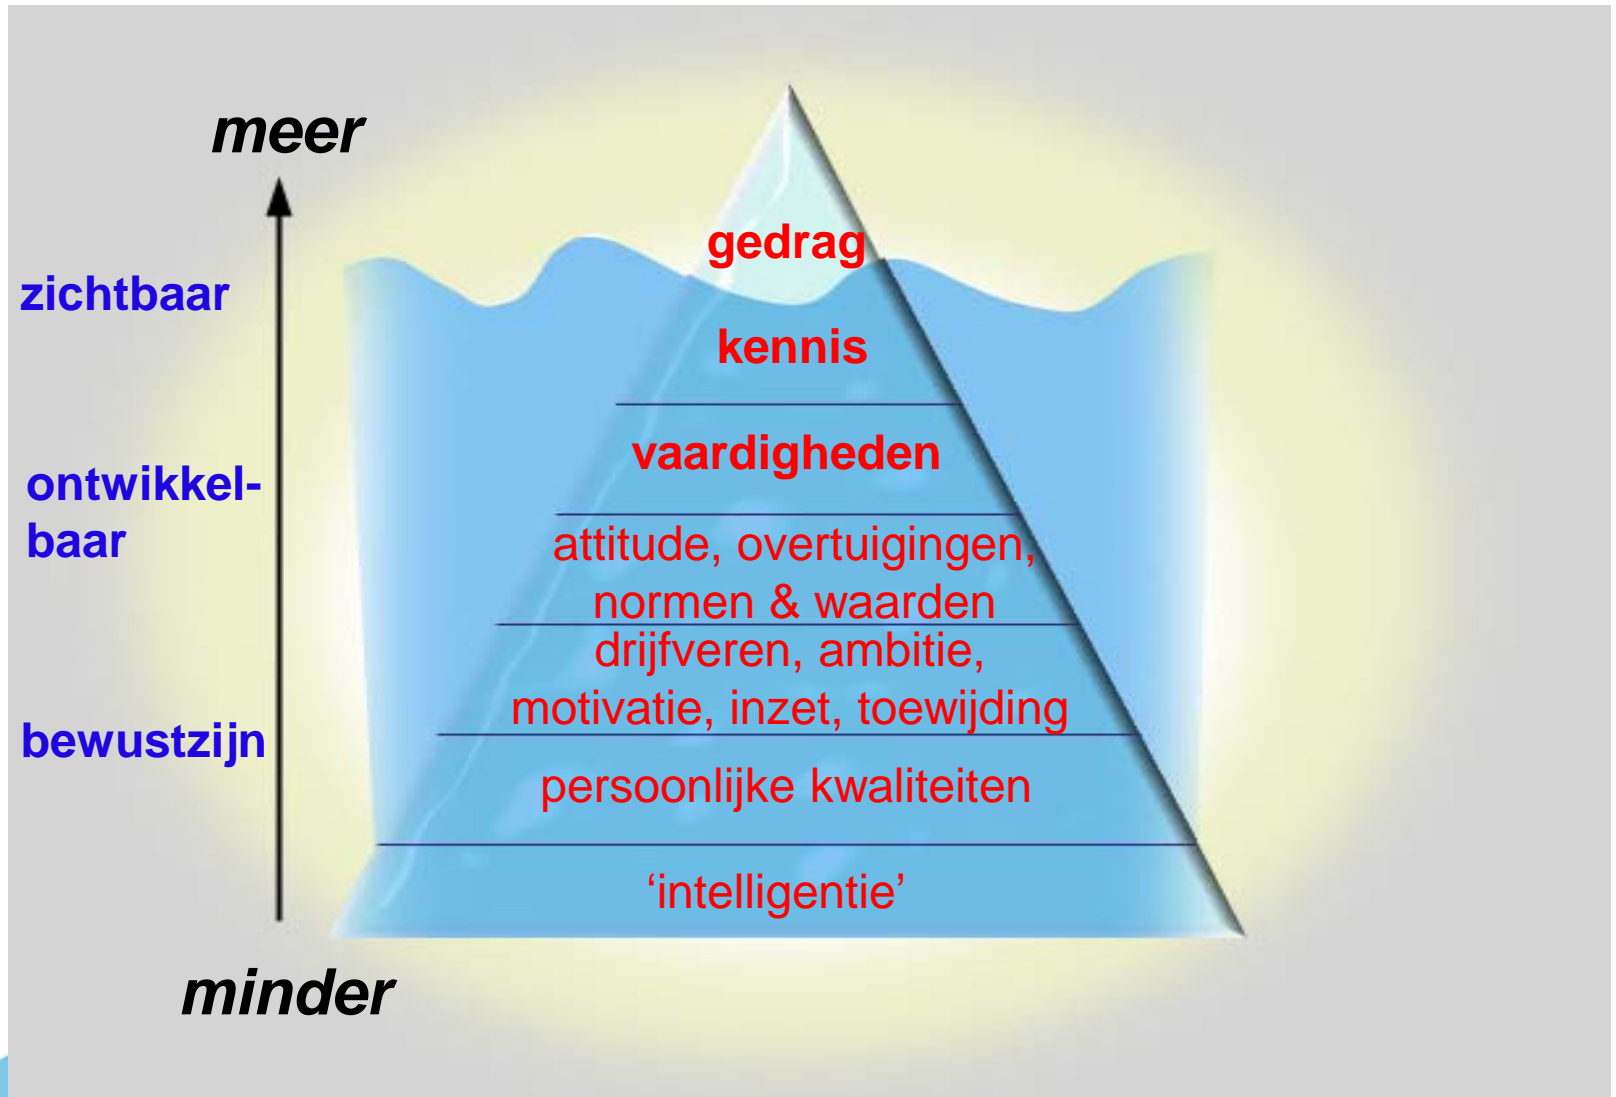 meer
zichtbaar
ontwikkel-
baar
bewustzijn
minder
gedrag
kennis
vaardigheden
attitude, overtuigingen,
normen & waarden
drijfveren, ambitie,
motivatie, inzet, toewijding
persoonlijke kwaliteiten
‘intelligentie’